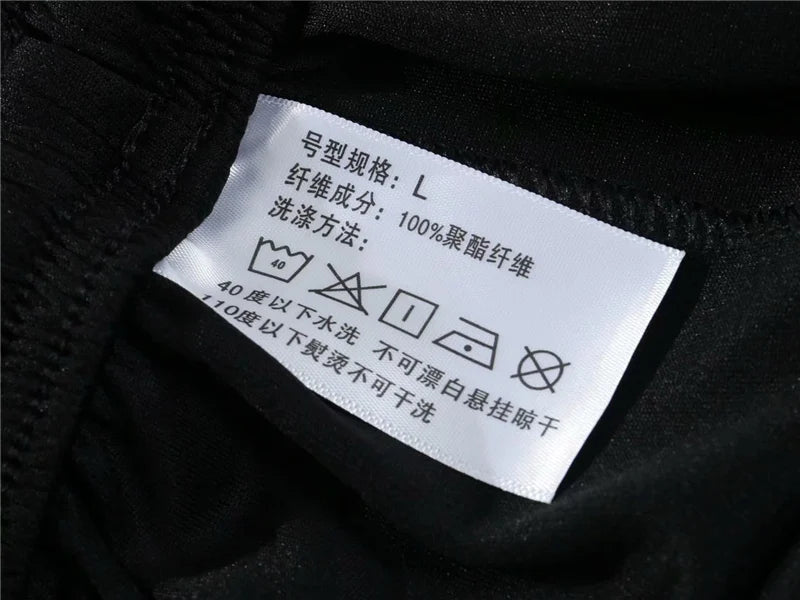 号型规格：L
纤维成分：100%聚酯纤维
洗涤方法：
40
40度以下水洗 不可漂白悬挂晾干
110度以下熨烫不可干洗